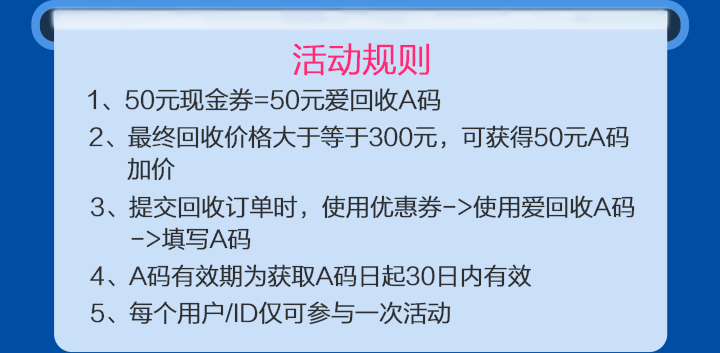 活动规则
1、50元现金券=50元爱回收A码
2、最终回收价格大于等于300元，可获得50元A码
加价
3、提交回收订单时，使用优惠券->使用爱回收A码
->填写A码
4、A码有效期为获取A码日起30日内有效
5、每个用户/ID仅可参与一次活动